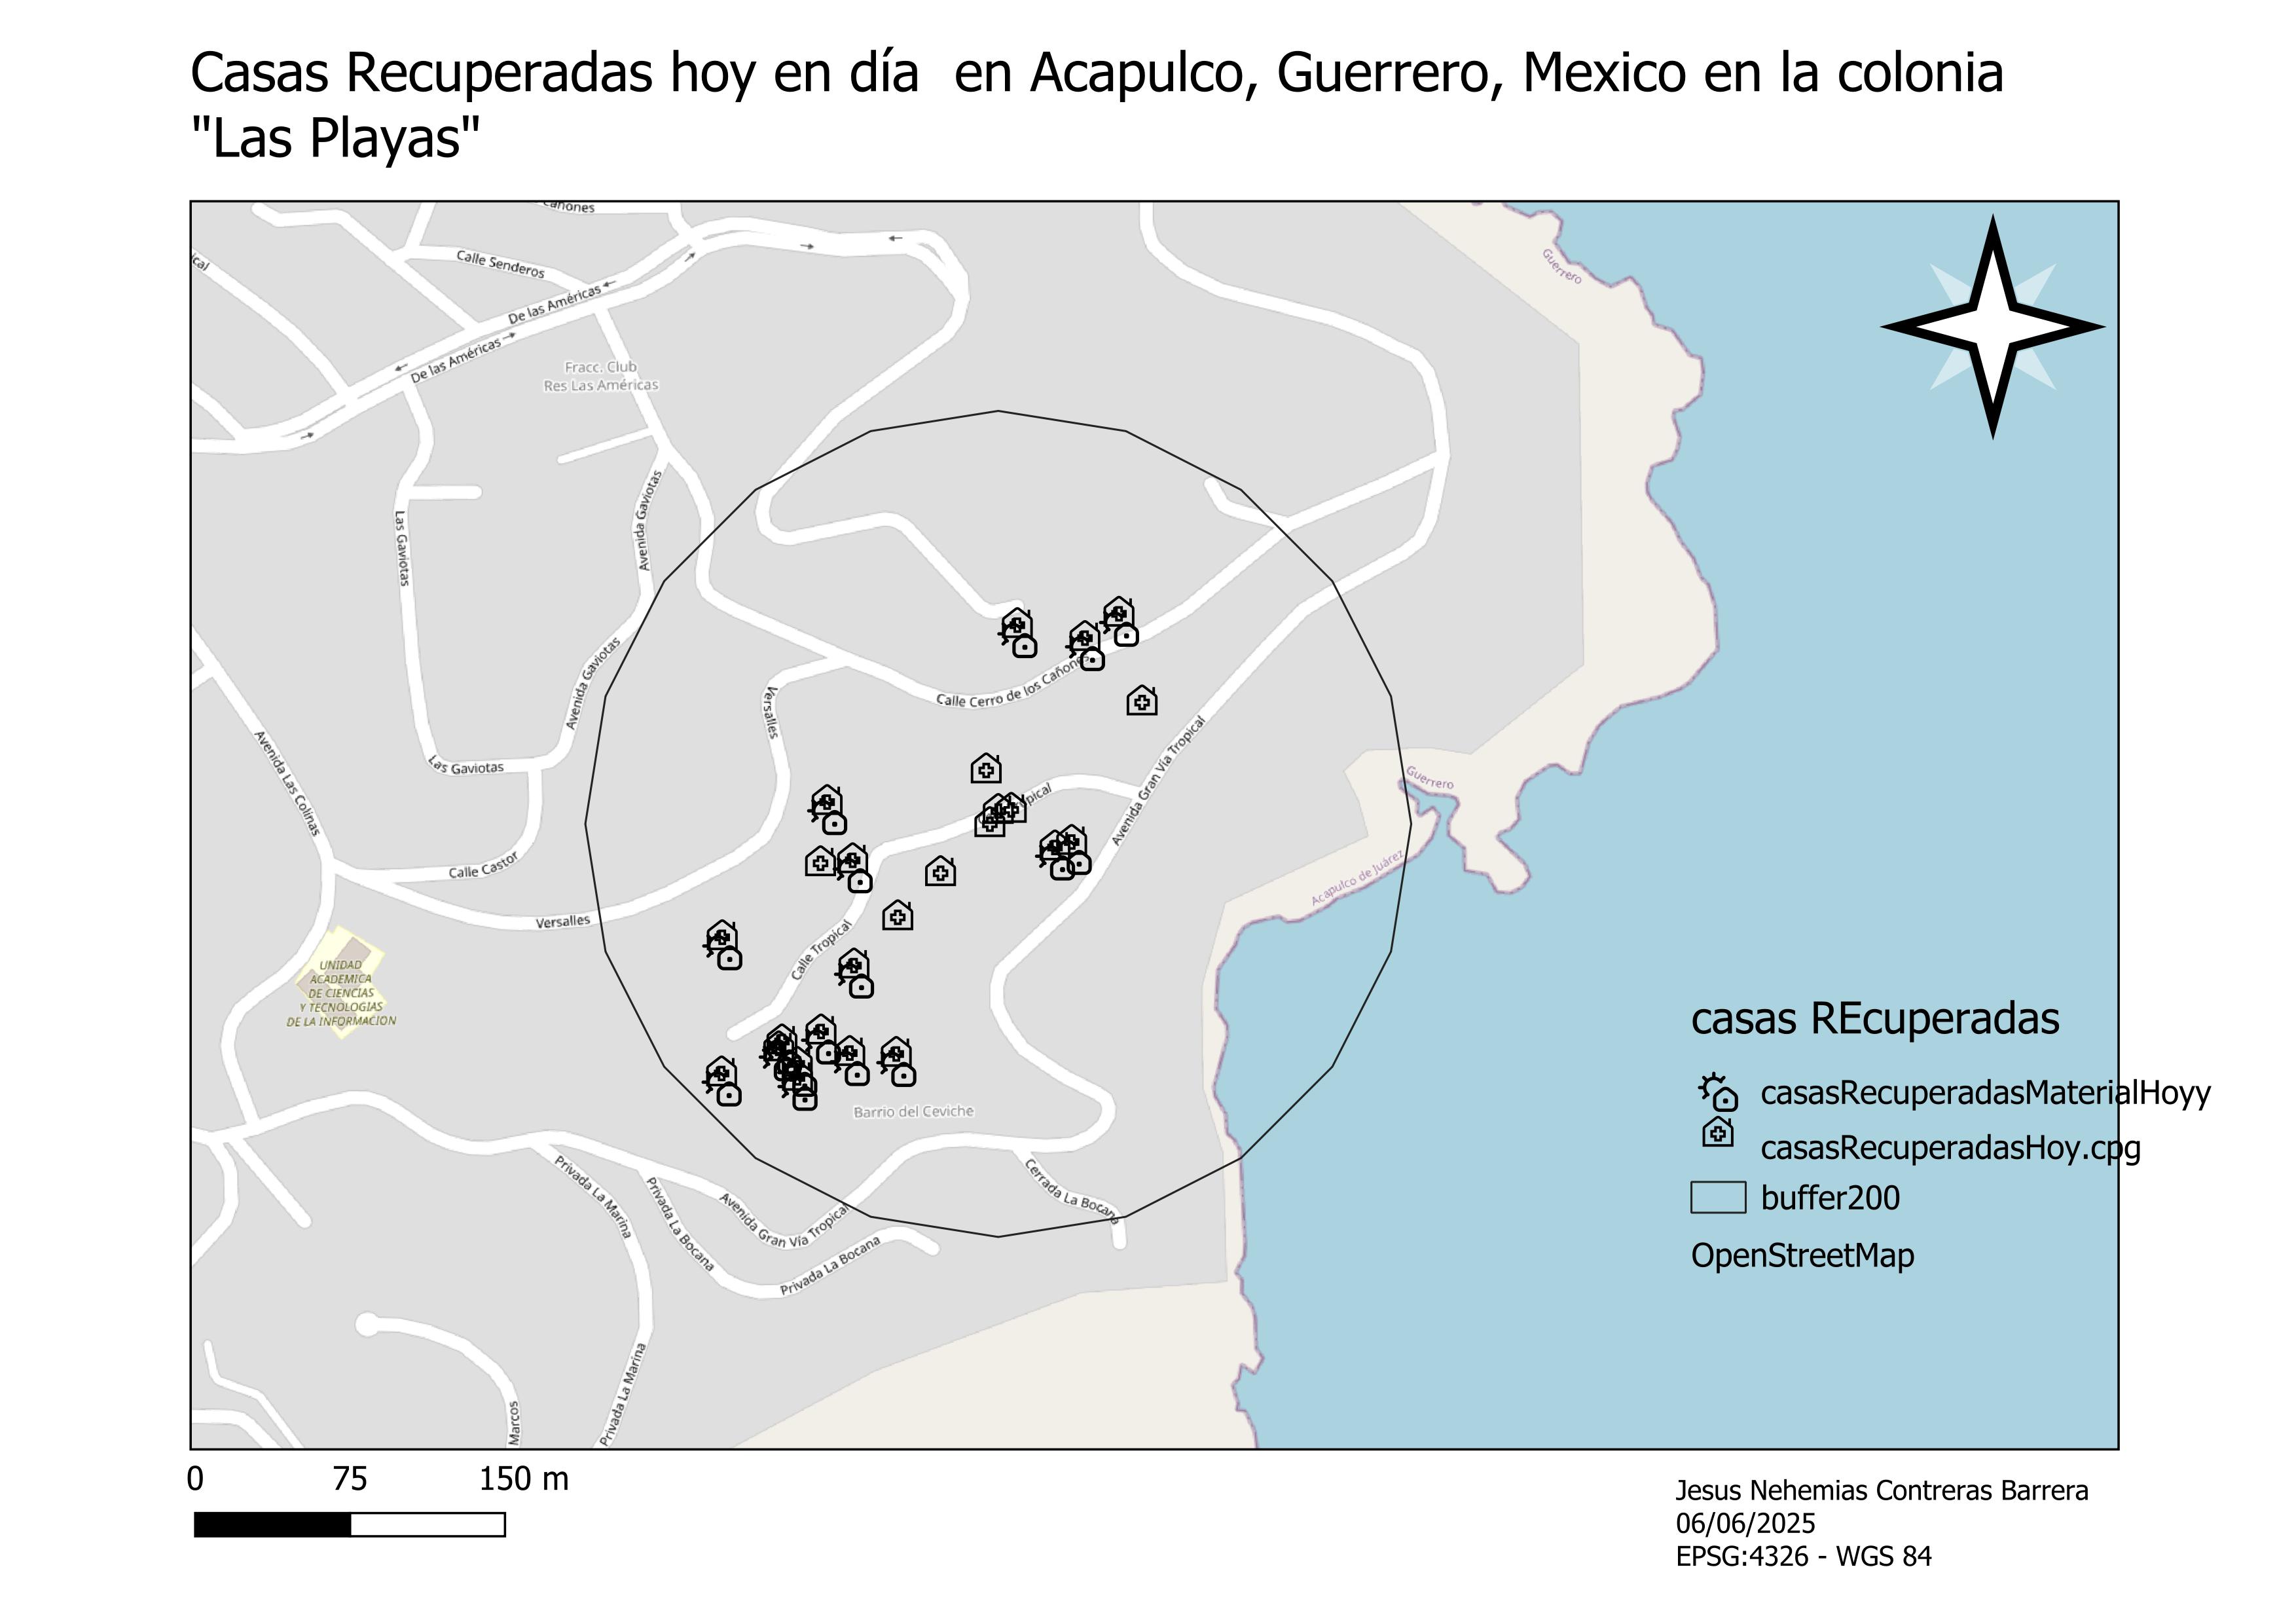 Casas Recuperadas hoy en día  en Acapulco, Guerrero, Mexico en la colonia
"Las Playas"
Calle Senderos
De las Américas
De las Américas
Fracc. Club
Res Las Américas
Guerrero
Las Gaviotas
Avenida Gaviotas
Avenida Gaviotas
Las Gaviotas
Avenida Las Colinas
Calle Castor
Versalles
Versalles
Calle Cerro de los Cañones
Avenida Gran Vía Tropical
Guerrero
Acapulco de Juárez
Calle Tropical
UNIDAD
ACADEMICA
DE CIENCIAS
Y TECNOLOGIAS
DE LA INFORMACION
Barrio del Ceviche
Privada La Marina
Privada La Bocana
Avenida Gran Vía Tropical
Privada La Bocana
Cerrada La Bocana
Privada La Marina
Marcos
casas REcuperadas
casasRecuperadasMaterialHoyy
casasRecuperadasHoy.cpg
buffer200
OpenStreetMap
0 75 150 m
Jesus Nehemias Contreras Barrera
06/06/2025
EPSG:4326 - WGS 84